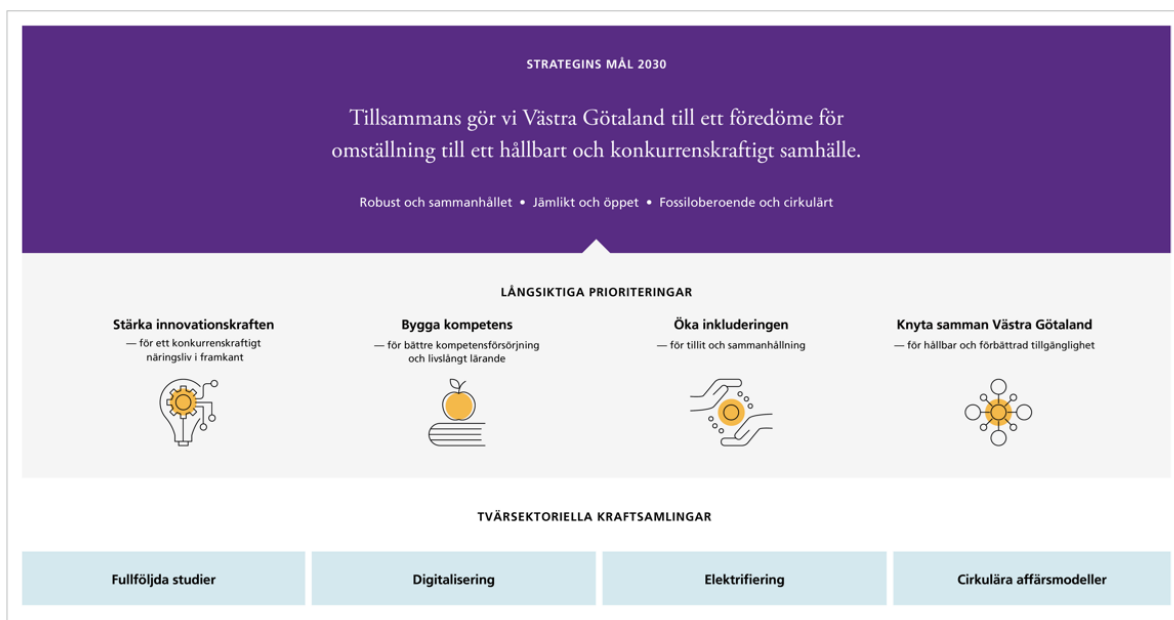 STRATEGINS MÅL 2030
Tillsammans gör vi Västra Götaland till ett föredöme för
omställning till ett hållbart och konkurrenskraftigt samhälle.
Robust och sammanhållet • Jämlikt och öppet • Fossiloberoende och cirkulärt
LÅNGSIKTIGA PRIORITERINGAR
Stärka innovationskraften
— för ett konkurrenskraftigt
näringsliv i framkant
Bygga kompetens
— för bättre kompetensförsörjning
och livslångt lärande
Öka inkluderingen
— för tillit och sammanhållning
Knyta samman Västra Götaland
— för hållbar och förbättrad tillgänglighet
TVÄRSEKTORIELLA KRAFTSAMLINGAR
Fullföljda studier
Digitalisering
Elektrifiering
Cirkulära affärsmodeller